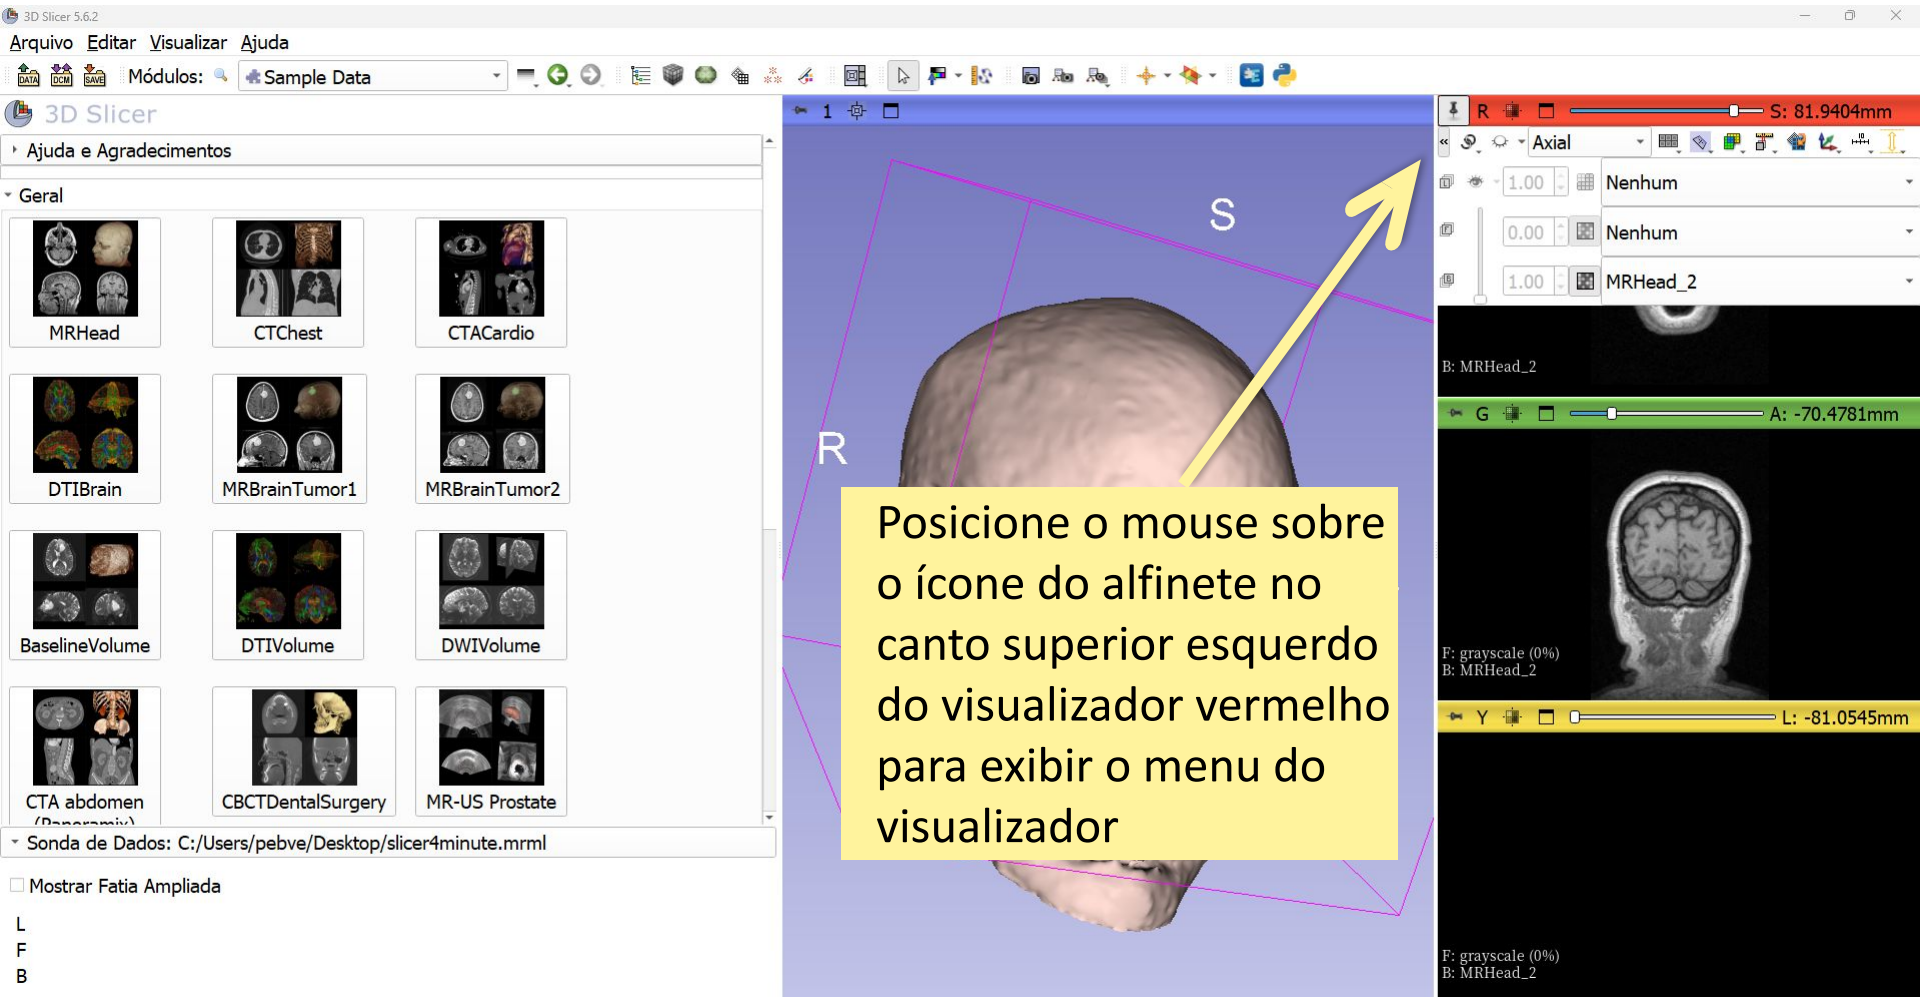 3D Slicer 5.6.2
Arquivo Editar Visualizar Ajuda
DATA DCM SAVE Módulos: Sample Data
3D Slicer
Ajuda e Agradecimentos
Geral
MRHead CTChest CTACardio
DTIBrain MRBrainTumor1 MRBrainTumor2
BaselineVolume DTIVolume DWIVolume
CTA abdomen CBCTDentalSurgery MR-US Prostate
(Panoramix)
Sonda de Dados: C:/Users/pebve/Desktop/slicer4minute.mrml
Mostrar Fatia Ampliada
L
F
B
1
S
R
Posicione o mouse sobre
o ícone do alfinete no
canto superior esquerdo
do visualizador vermelho
para exibir o menu do
visualizador
R S: 81.9404mm
Axial
1.00 Nenhum
0.00 Nenhum
1.00 MRHead_2
B: MRHead_2
G A: -70.4781mm
F: grayscale (0%)
B: MRHead_2
Y L: -81.0545mm
F: grayscale (0%)
B: MRHead_2